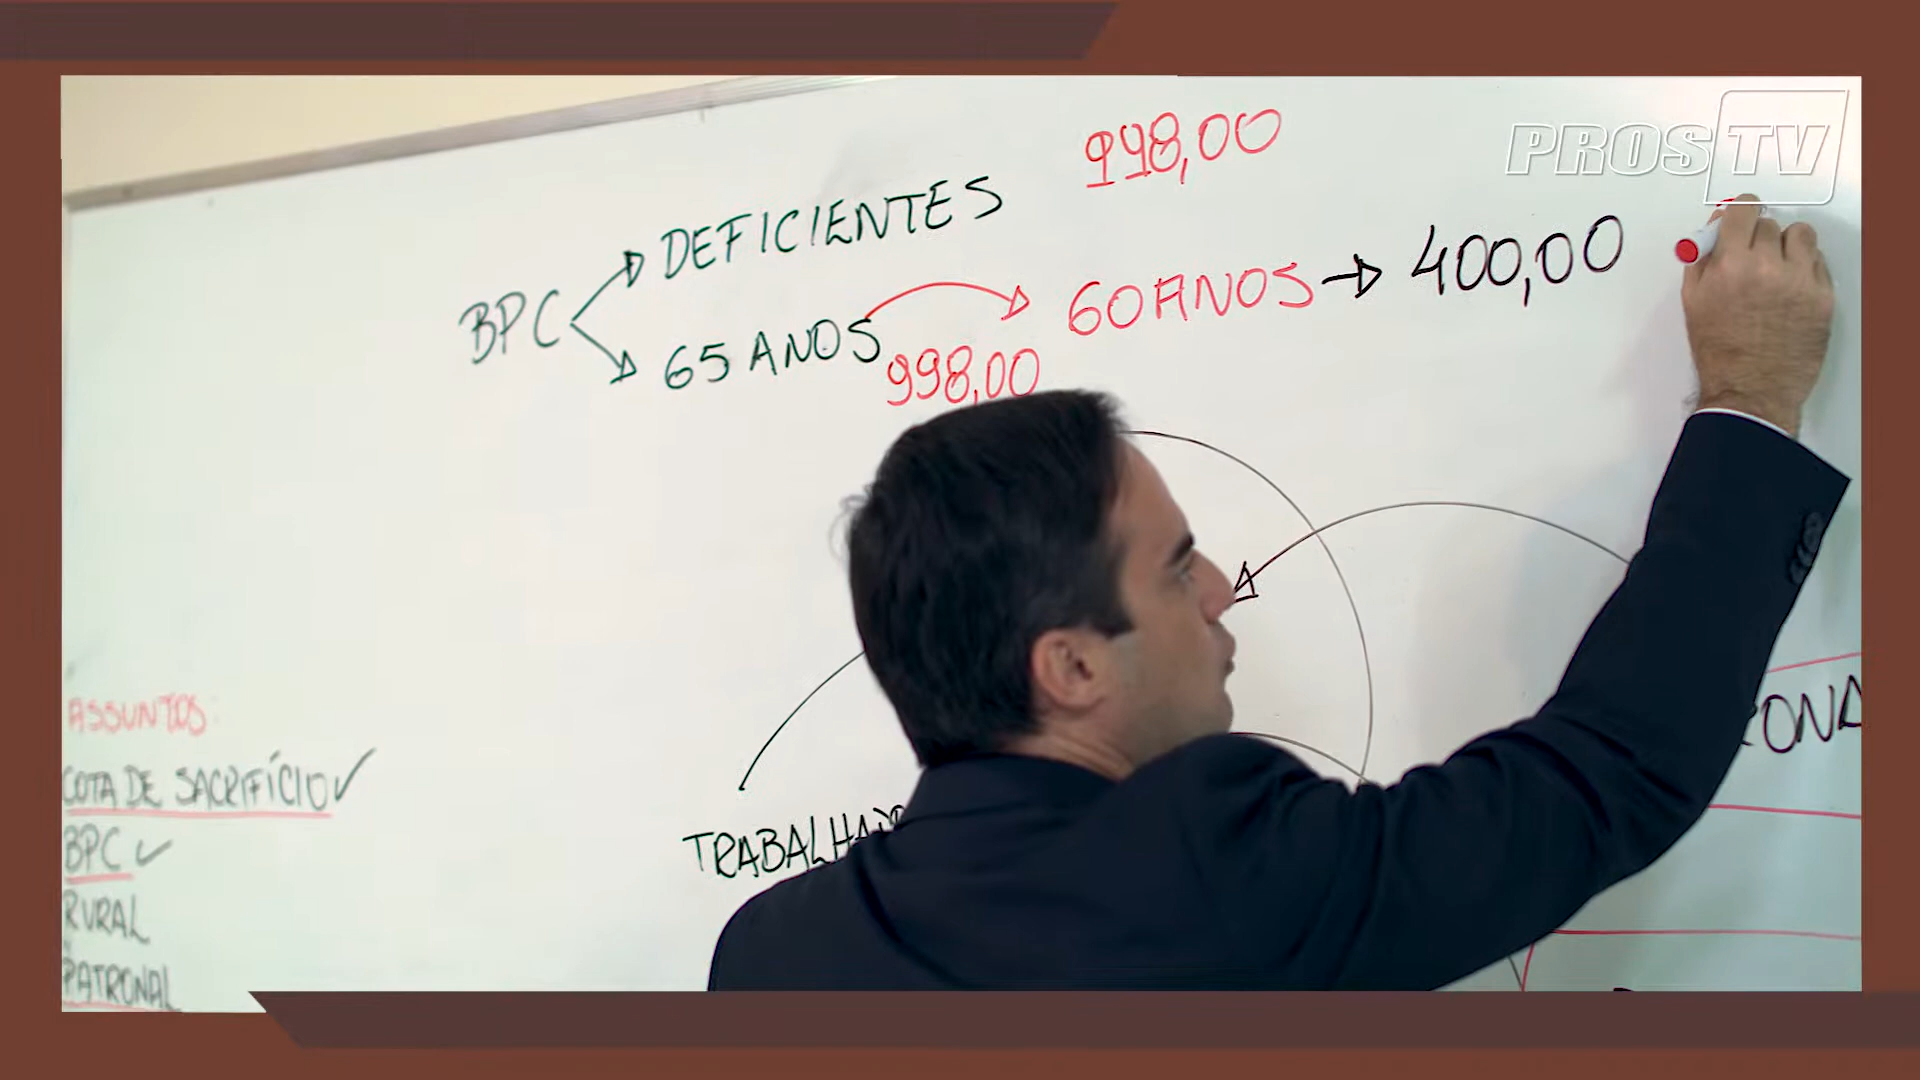 PROS TV
998,00
DEFICIENTES
BPC
65 ANOS
60 ANOS
400,00
998,00
ASSUNTOS:
COTA DE SACRIFÍCIO ✓
BPC ✓
RURAL
PATRONAL